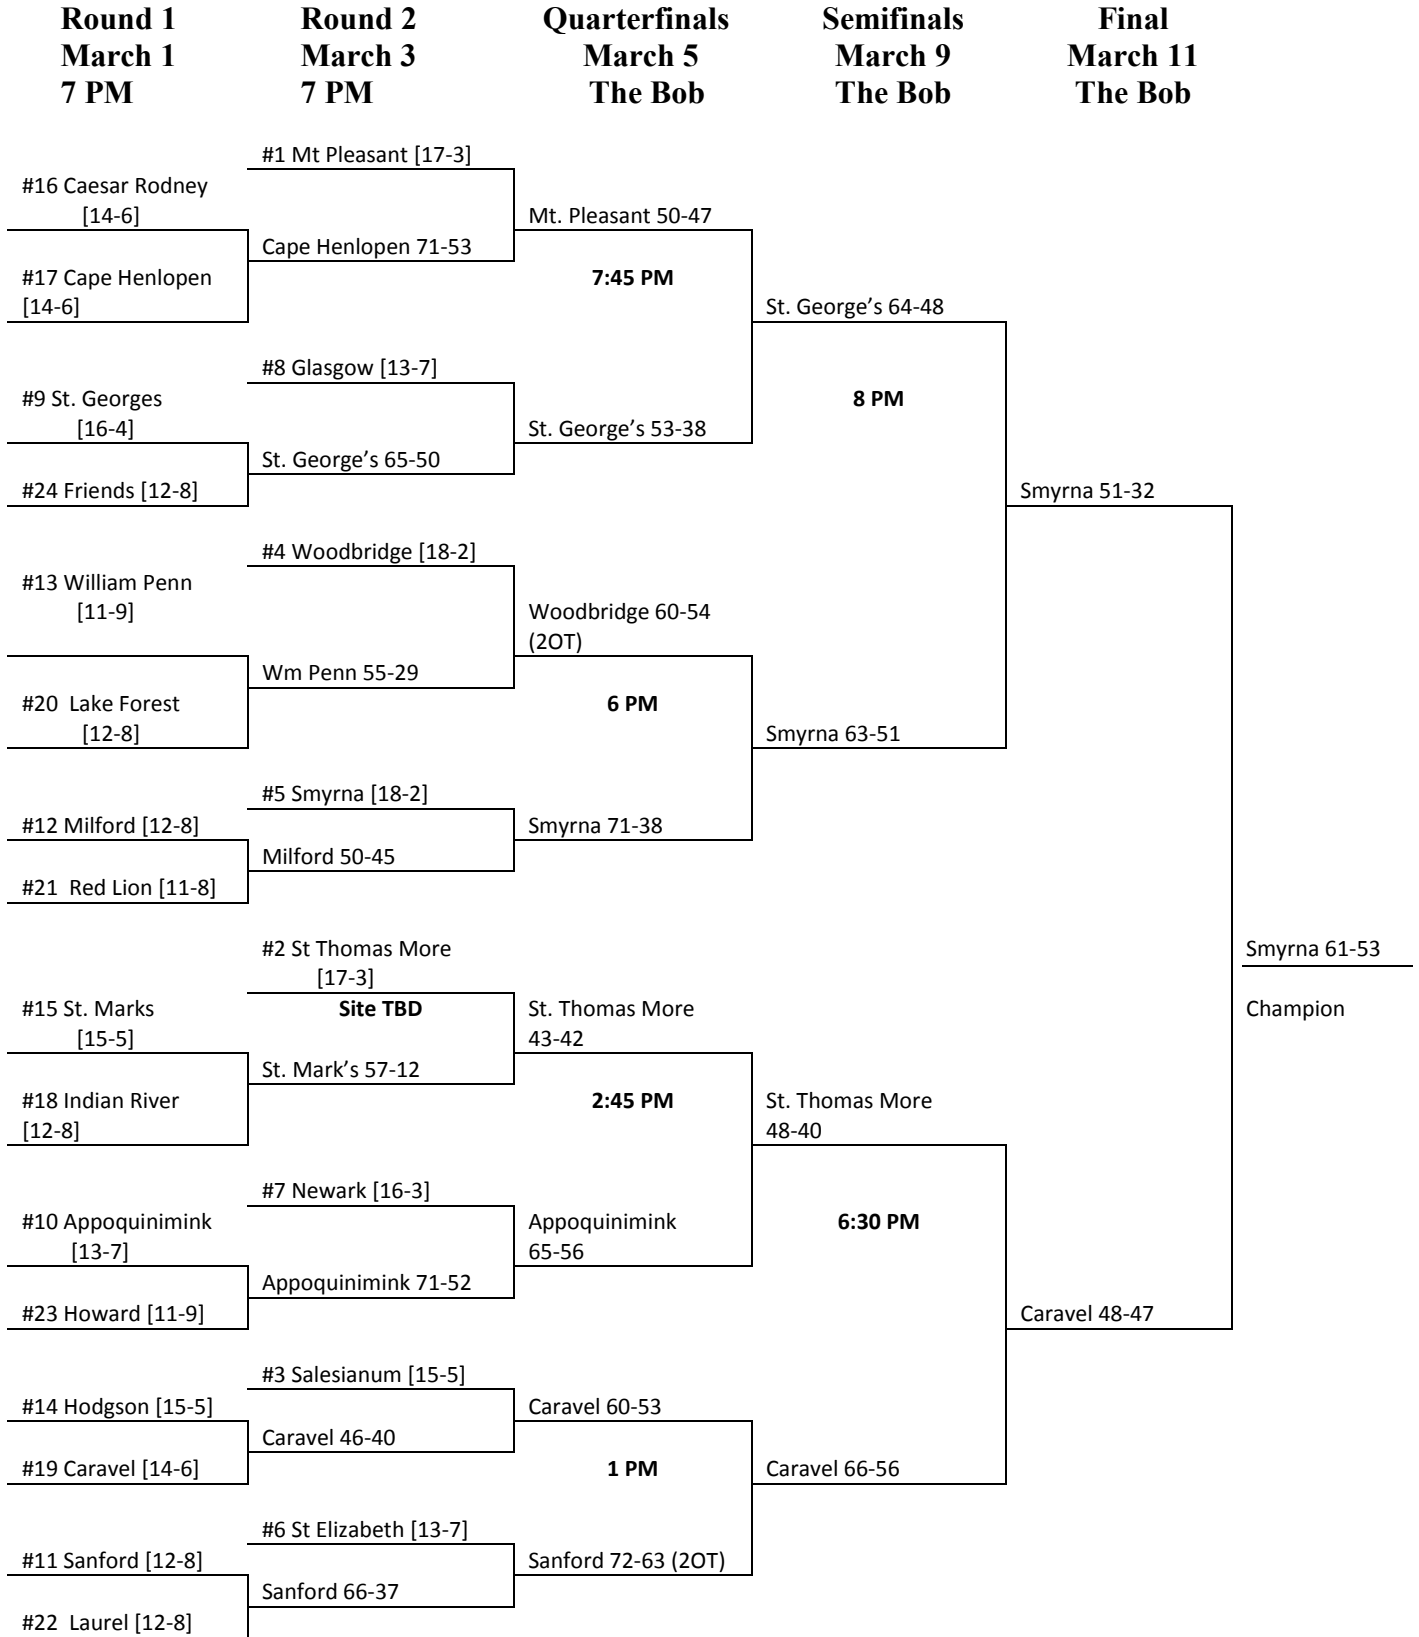 Round 1
March 1
7 PM
Round 2
March 3
7 PM
Quarterfinals
March 5
The Bob
Semifinals
March 9
The Bob
Final
March 11
The Bob
#16 Caesar Rodney
[14-6]
#17 Cape Henlopen
[14-6]
#9 St. Georges
[16-4]
#24 Friends [12-8]
#13 William Penn
[11-9]
#20  Lake Forest
[12-8]
#12 Milford [12-8]
#21  Red Lion [11-8]
#15 St. Marks
[15-5]
#18 Indian River
[12-8]
#10 Appoquinimink
[13-7]
#23 Howard [11-9]
#14 Hodgson [15-5]
#19 Caravel [14-6]
#11 Sanford [12-8]
#22  Laurel [12-8]
#1 Mt Pleasant [17-3]
Cape Henlopen 71-53
#8 Glasgow [13-7]
St. George’s 65-50
#4 Woodbridge [18-2]
Wm Penn 55-29
#5 Smyrna [18-2]
Milford 50-45
#2 St Thomas More
[17-3]
Site TBD
St. Mark’s 57-12
#7 Newark [16-3]
Appoquinimink 71-52
#3 Salesianum [15-5]
Caravel 46-40
#6 St Elizabeth [13-7]
Sanford 66-37
Mt. Pleasant 50-47
7:45 PM
St. George’s 53-38
Woodbridge 60-54
(2OT)
6 PM
Smyrna 71-38
St. Thomas More
43-42
2:45 PM
Appoquinimink
65-56
Caravel 60-53
1 PM
Sanford 72-63 (2OT)
St. George’s 64-48
8 PM
Smyrna 63-51
St. Thomas More
48-40
6:30 PM
Caravel 66-56
Smyrna 51-32
Caravel 48-47
Smyrna 61-53
Champion